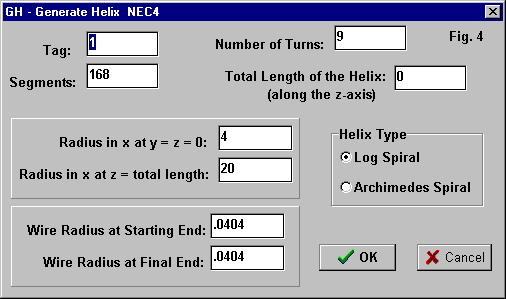 GH - Generate Helix NEC4
Tag: 1
Number of Turns: 9
Fig. 4
Segments: 168
Total Length of the Helix: 0
(along the z-axis)
Radius in x at y = z = 0: 4
Radius in x at z = total length: 20
Helix Type
Log Spiral
Archimedes Spiral
Wire Radius at Starting End: .0404
Wire Radius at Final End: .0404
OK
Cancel